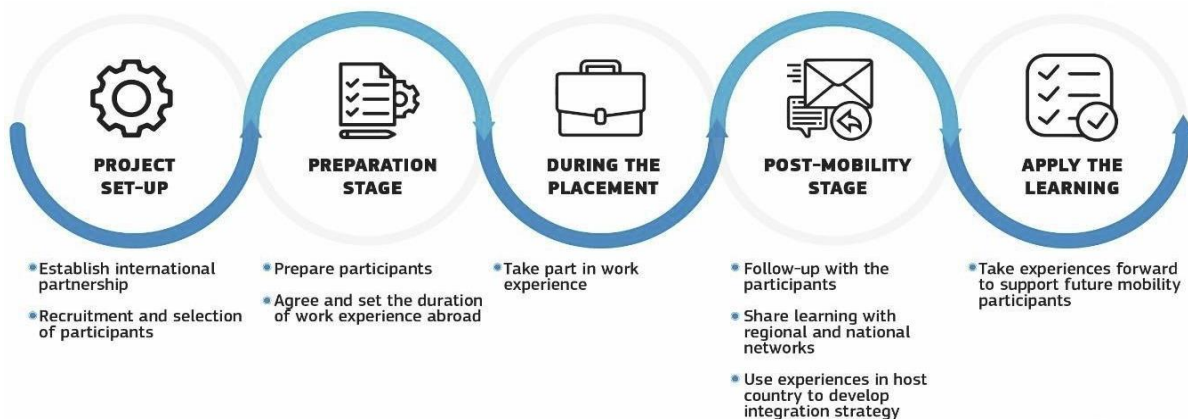 PROJECT
SET-UP
Establish international
partnership
Recruitment and selection
of participants
PREPARATION
STAGE
Prepare participants
Agree and set the duration
of work experience abroad
DURING THE
PLACEMENT
Take part in work
experience
POST-MOBILITY
STAGE
Follow-up with the
participants
Share learning with
regional and national
networks
Use experiences in host
country to develop
integration strategy
APPLY THE
LEARNING
Take experiences forward
to support future mobility
participants